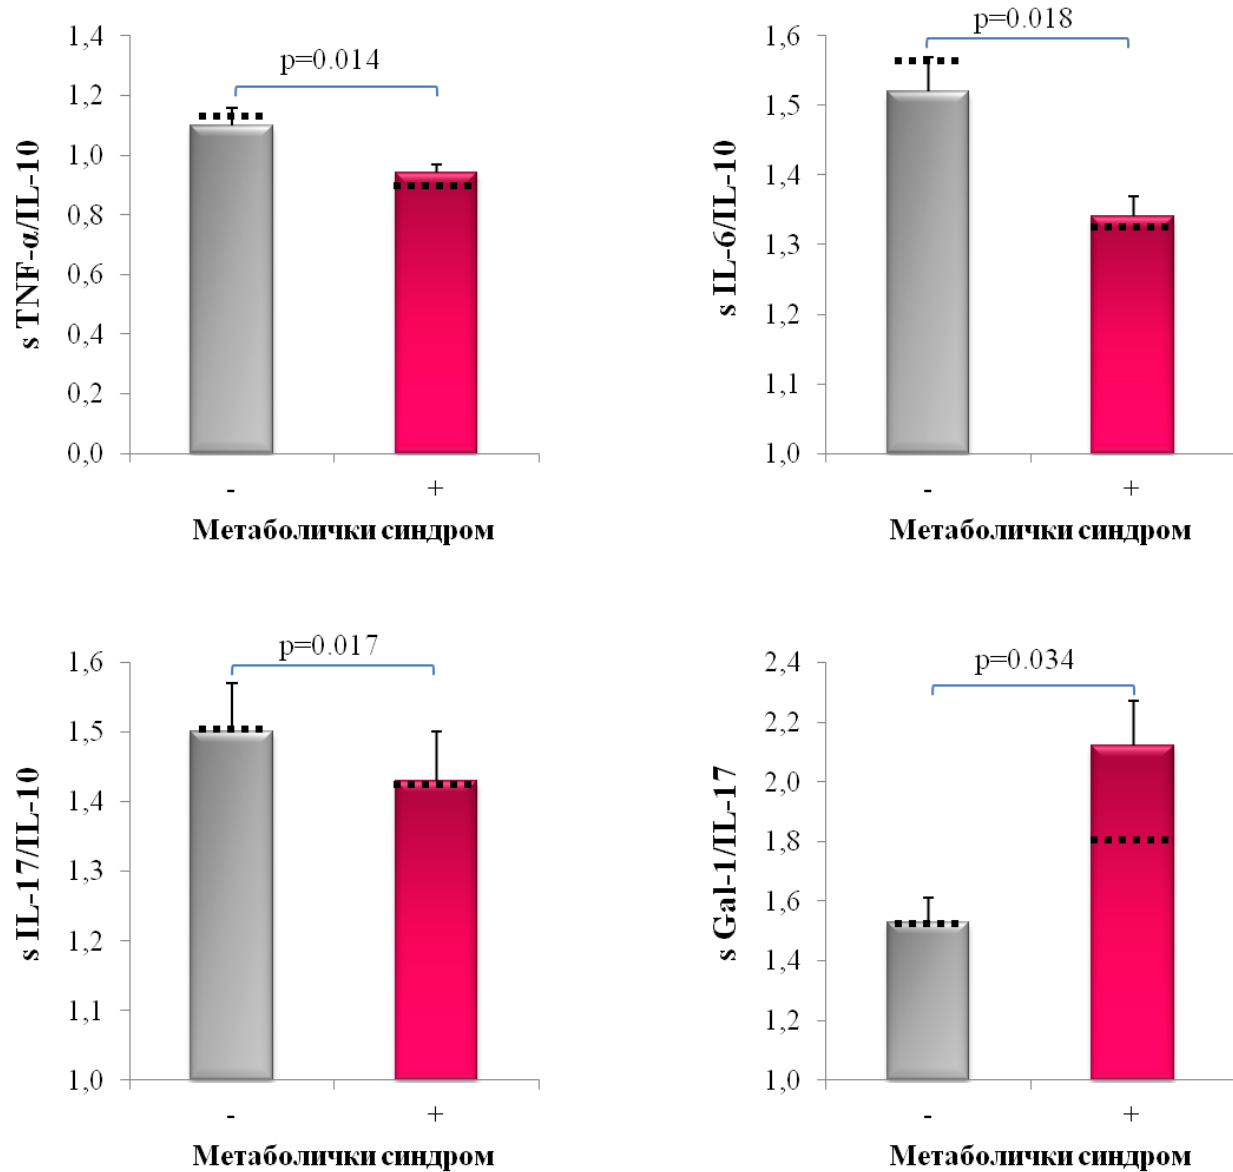 p=0.014
s TNF-α/IL-10
1,4
1,2
1,0
0,8
0,6
0,4
0,2
0,0
- +
Метаболички синдром
p=0.018
s IL-6/IL-10
1,6
1,5
1,4
1,3
1,2
1,1
1,0
- +
Метаболички синдром
p=0.017
s IL-17/IL-10
1,6
1,5
1,4
1,3
1,2
1,1
1,0
- +
Метаболички синдром
p=0.034
s Gal-1/IL-17
2,4
2,2
2,0
1,8
1,6
1,4
1,2
1,0
- +
Метаболички синдром